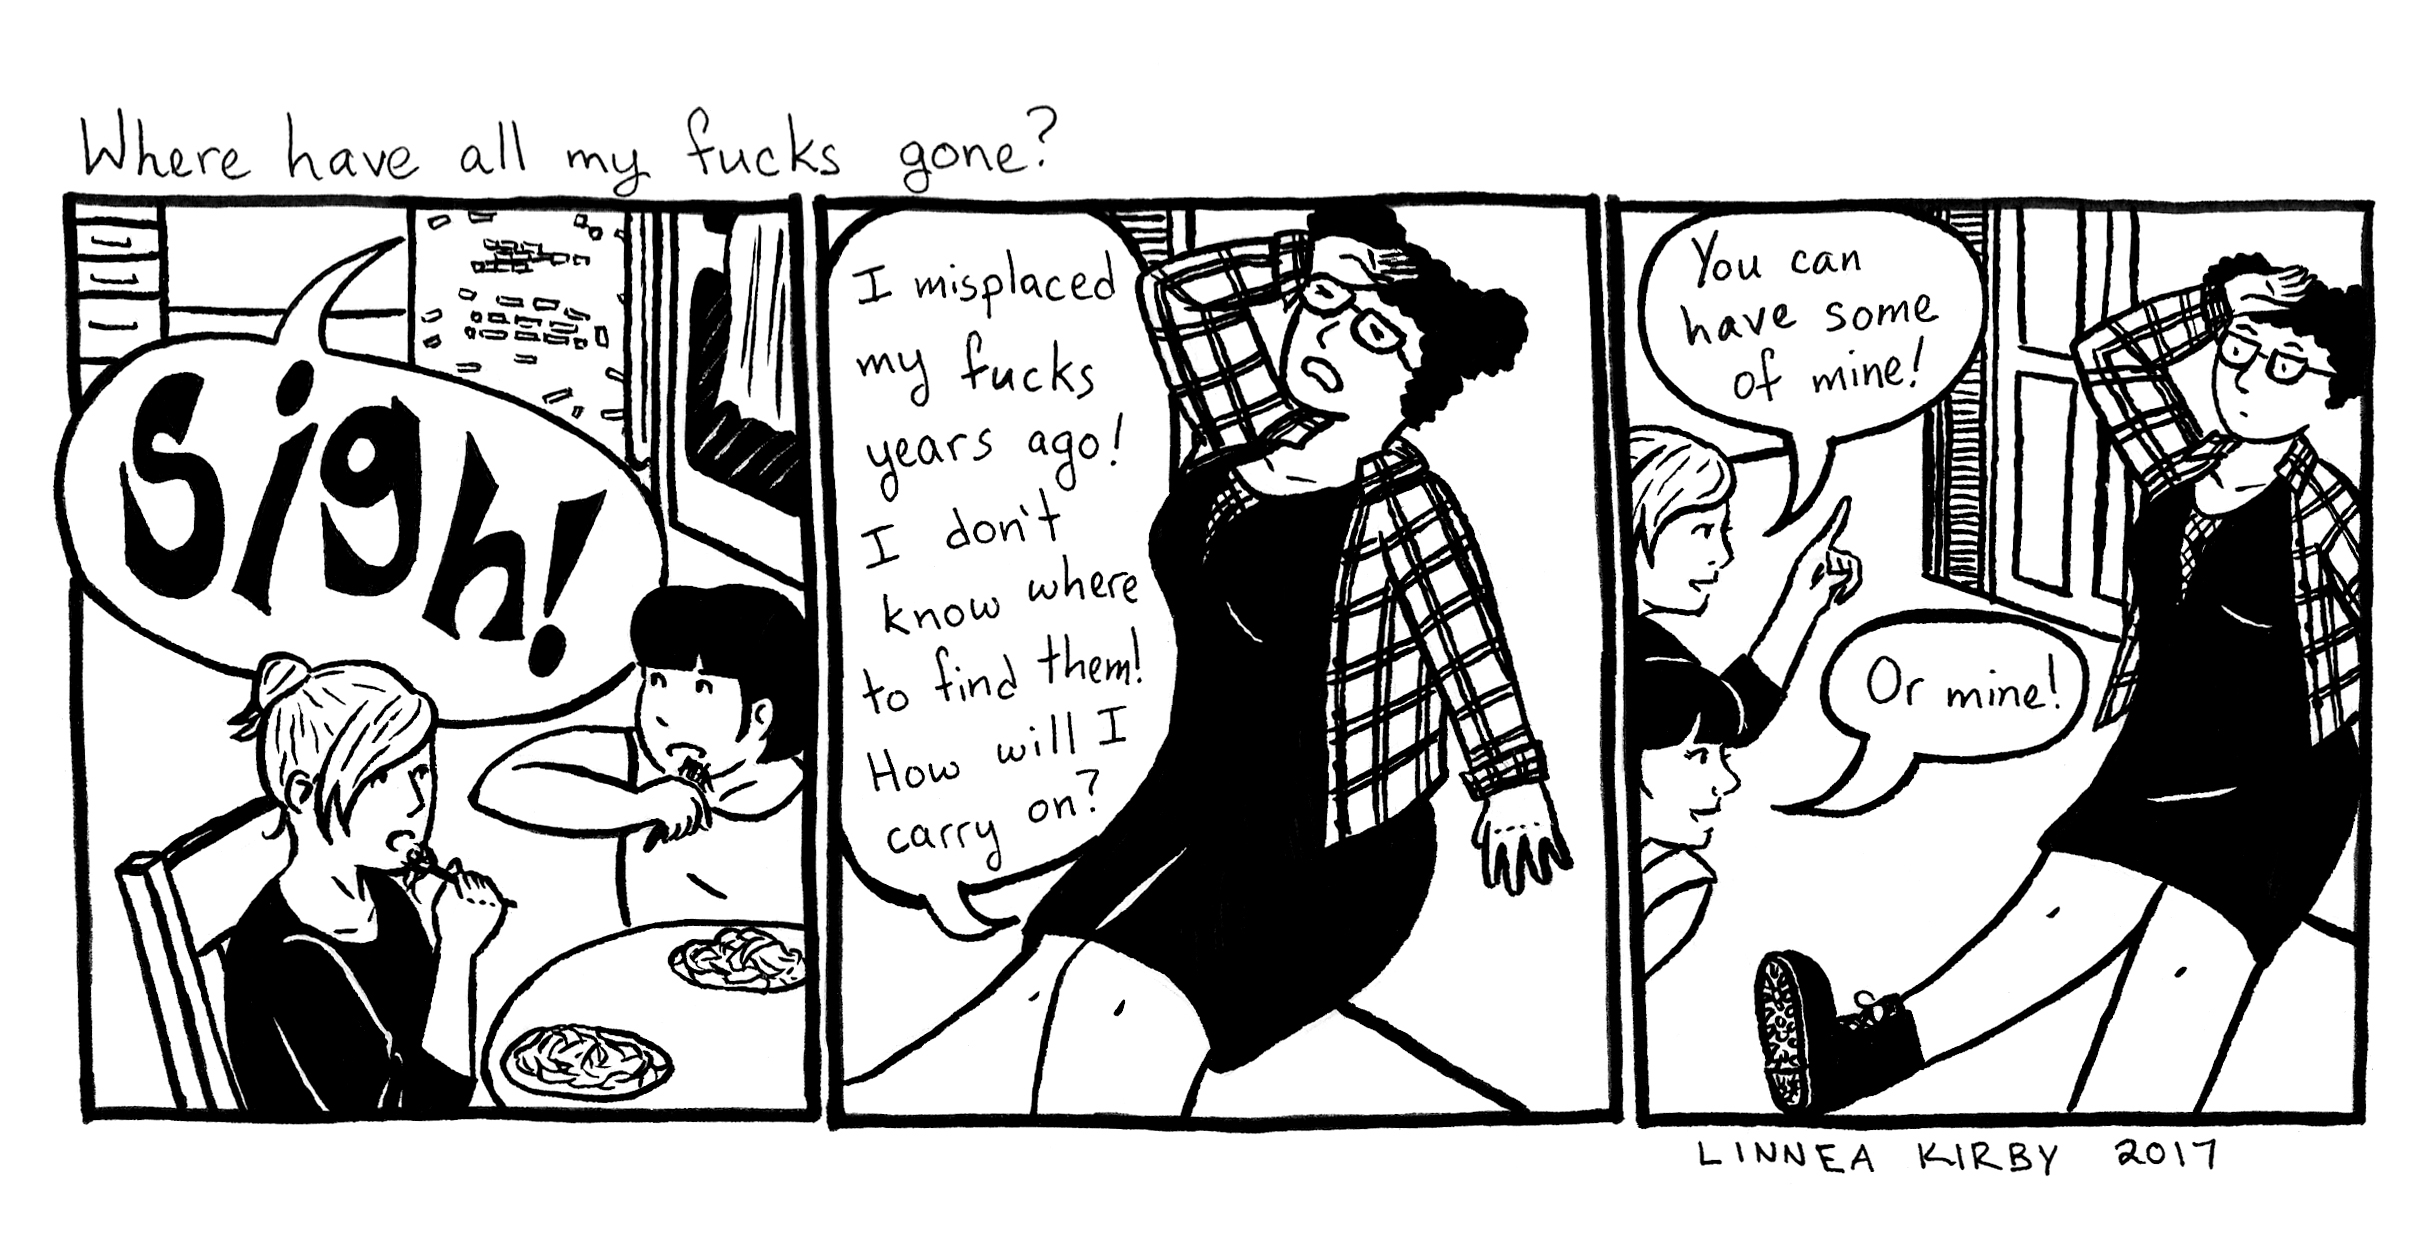 Where have all my fucks gone?
Sigh!
I misplaced
my fucks
years ago!
I don't
know where
to find them!
How will I
carry on?
You can
have some
of mine!
Or mine!
LINNEA KIRBY 2017